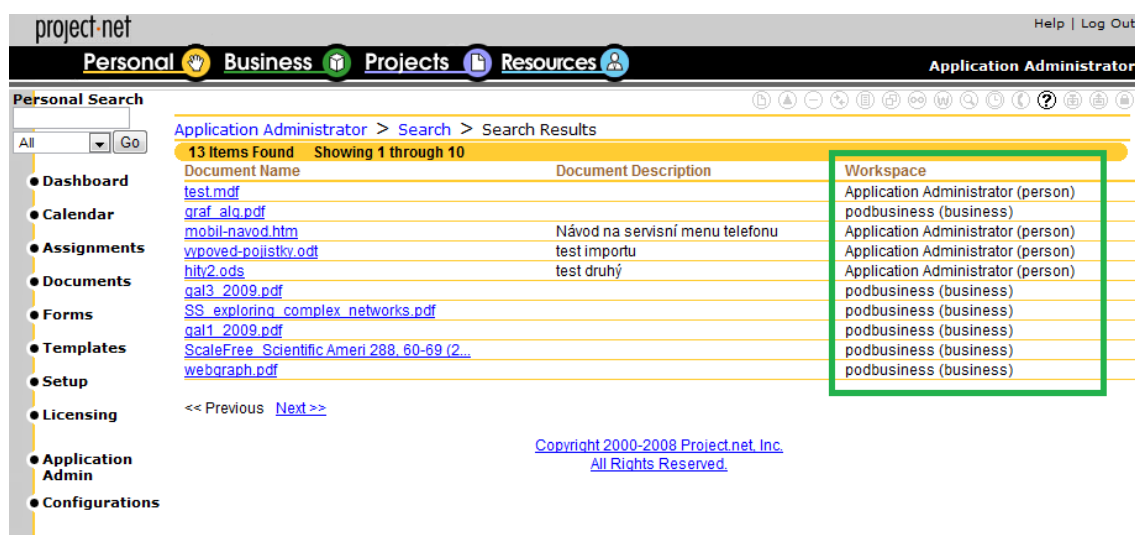 project·net
Help | Log Out
Personal Business Projects Resources
Application Administrator
Personal Search
All Go
Application Administrator > Search > Search Results
13 Items Found Showing 1 through 10
Document Name Document Description Workspace
test.mdf Application Administrator (person)
graf_alg.pdf podbusiness (business)
mobil-navod.htm Návod na servisní menu telefonu Application Administrator (person)
vypoved-pojistky.odt test importu Application Administrator (person)
hity2.ods test druhý Application Administrator (person)
gal3_2009.pdf podbusiness (business)
SS_exploring_complex_networks.pdf podbusiness (business)
gal1_2009.pdf podbusiness (business)
ScaleFree_Scientific Ameri 288, 60-69 (2... podbusiness (business)
webgraph.pdf podbusiness (business)
<< Previous Next >>
Dashboard
Calendar
Assignments
Documents
Forms
Templates
Setup
Licensing
Application
Admin
Configurations
Copyright 2000-2008 Project.net, Inc.
All Rights Reserved.